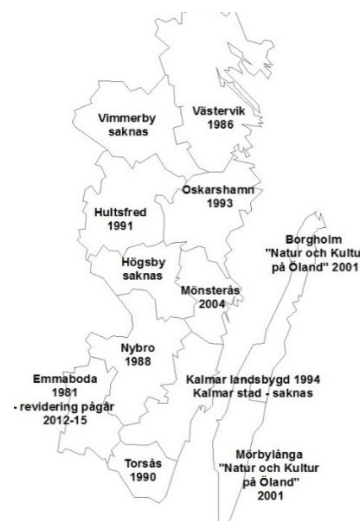 Vimmerby
saknas
Västervik
1986
Oskarshamn
1993
Hultsfred
1991
Borgholm
"Natur och Kultur
på Öland" 2001
Högsby
saknas
Mönsterås
2004
Nybro
1988
Emmaboda
1981
- revidering pågår
2012-15
Kalmar landsbygd 1994
Kalmar stad - saknas
Torsås
1990
Mörbylånga
"Natur och Kultur
på Öland"
2001